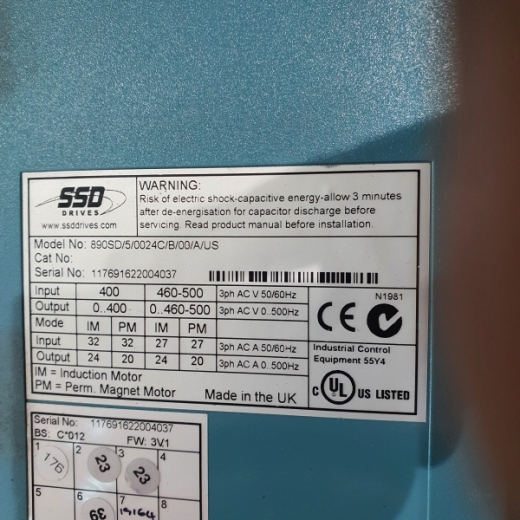 SSD
DRIVES
www.ssddrives.com
WARNING:
Risk of electric shock-capacitive energy-allow 3 minutes
after de-energisation for capacitor discharge before
servicing. Read product manual before installation.
Model No: 890SD/5/0024C/B/00/A/US
Cat No:
Serial No: 117691622004037
Input 400 460-500 3ph AC V 50/60Hz
Output 0..400 0..460-500 3ph AC V 0..500Hz
Mode IM PM IM PM
Input 32 32 27 27 3ph AC A 50/60Hz
Output 24 20 24 20 3ph AC A 0..500Hz
IM = Induction Motor
PM = Perm. Magnet Motor
Made in the UK
CE
N1981
Industrial Control
Equipment 55Y4
C UL US LISTED
Serial No: 117691622004037
BS: C*012 FW: 3V.1
1 2 3 4
176 23 23
5 6 7 8
39 19164